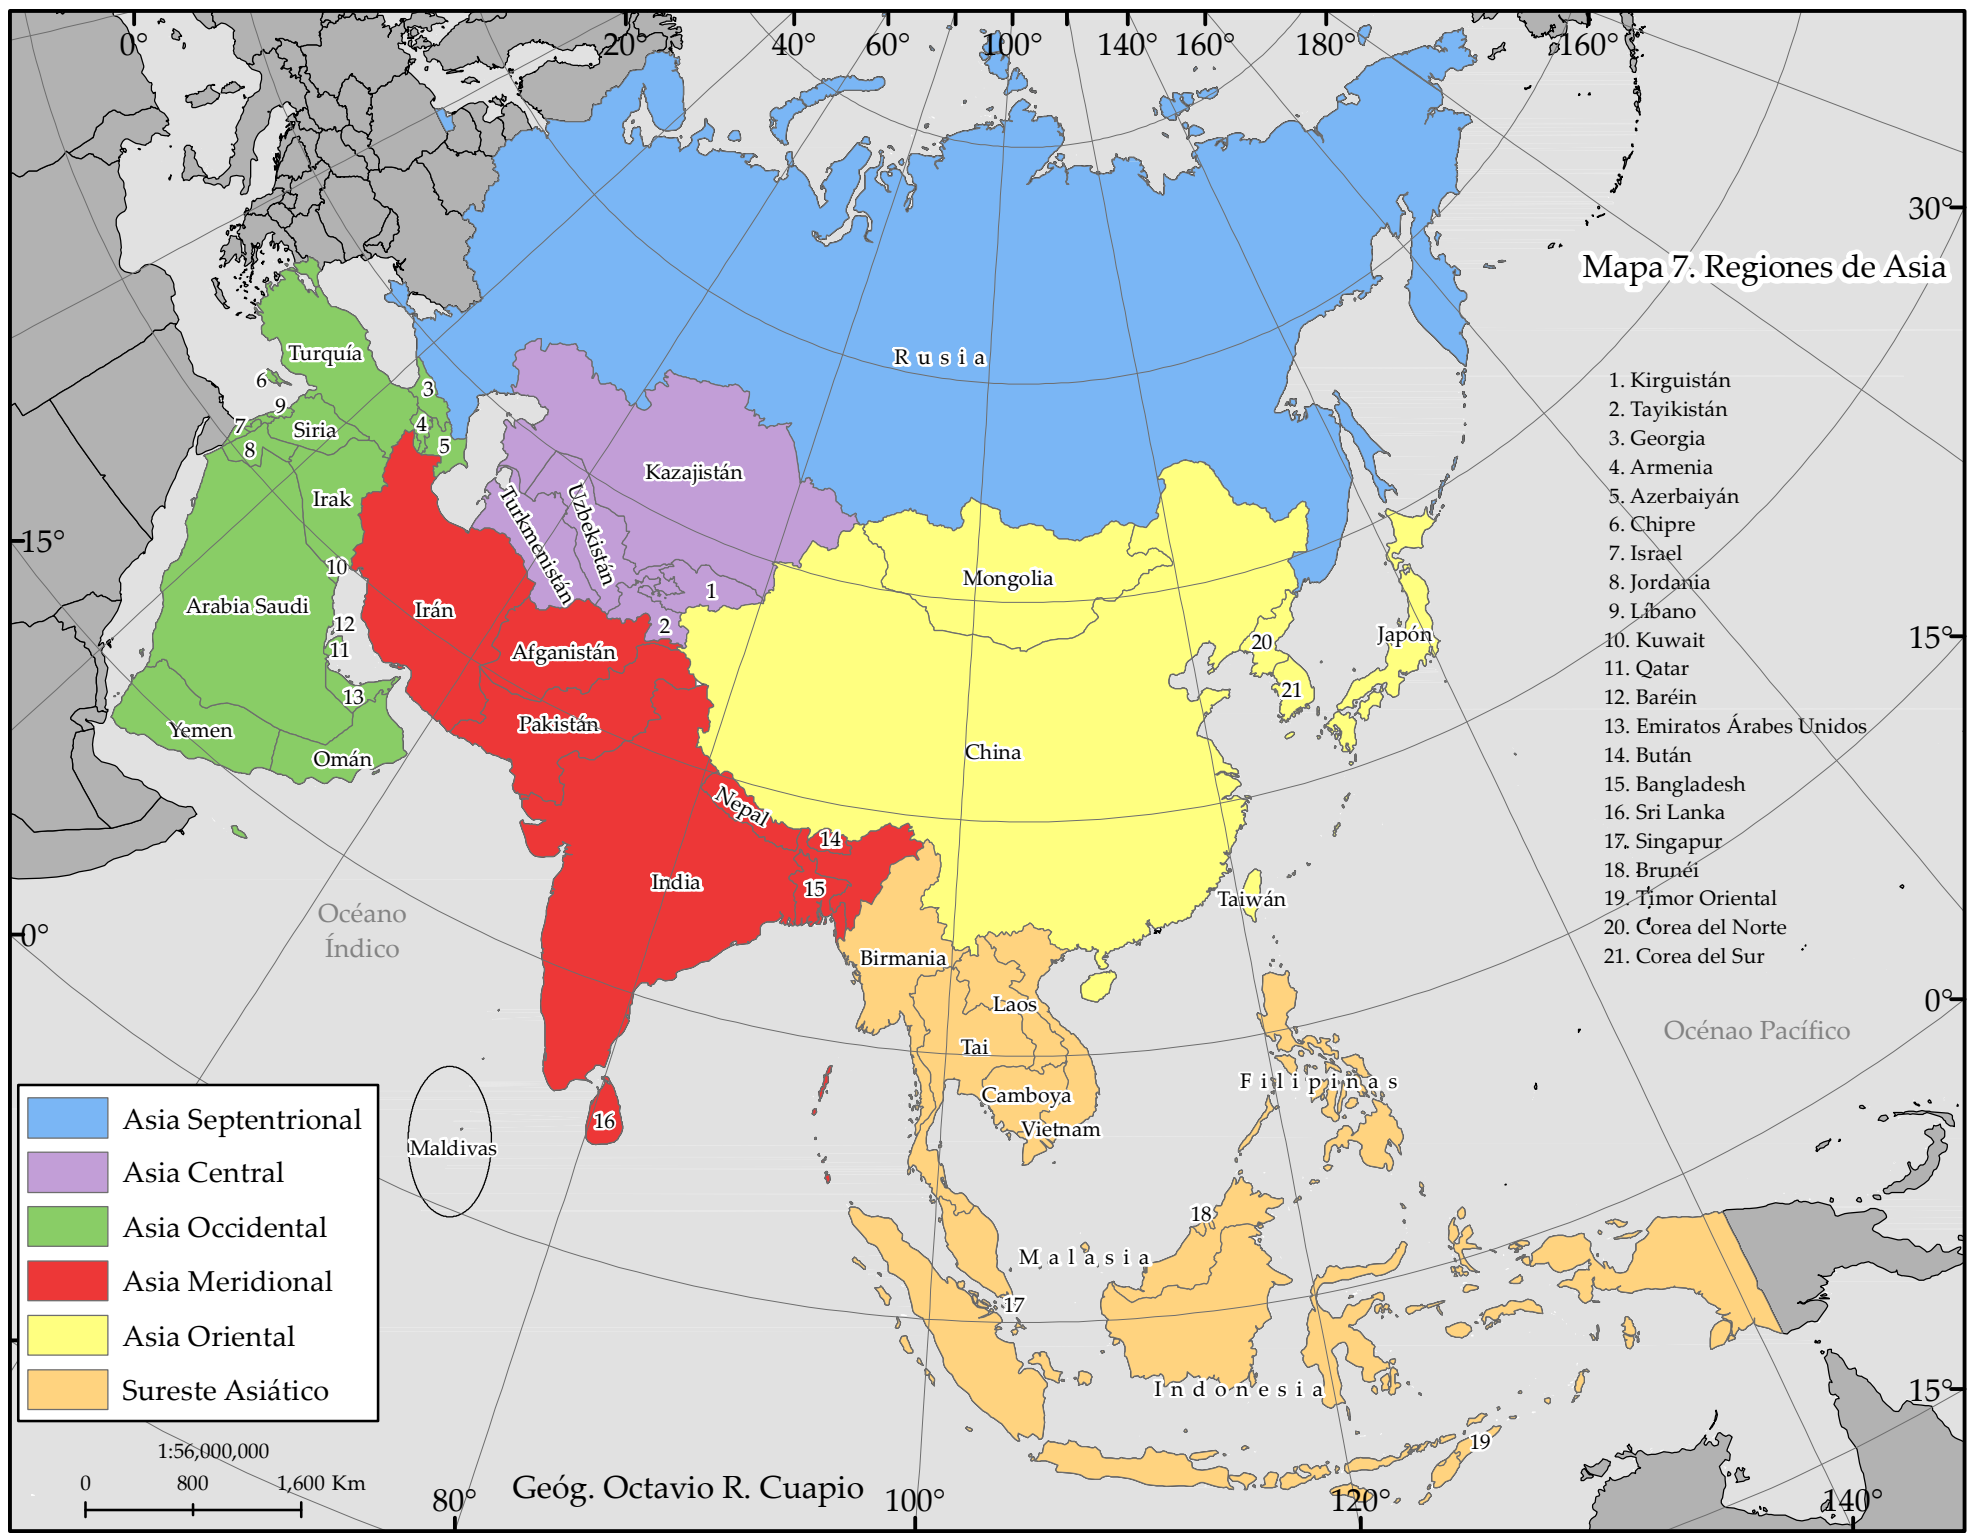 0° 20° 40° 60° 100° 140° 160° 180° 160°
30°
Mapa 7. Regiones de Asia
Rusia
Turquía
6
3
9
7
4
Siria
8
5
Kazajistán
Irak
Turkmenistán
Uzbekistán
15°
10
Mongolia
1
Arabia Saudi
Irán
12
2
11
Afganistán
20
Japón
15°
13
21
Yemen
Pakistán
Omán
China
Nepal
14
India
15
Taiwán
1. Kirguistán
2. Tayikistán
3. Georgia
4. Armenia
5. Azerbaiyán
6. Chipre
7. Israel
8. Jordania
9. Líbano
10. Kuwait
11. Qatar
12. Baréin
13. Emiratos Árabes Unidos
14. Bután
15. Bangladesh
16. Sri Lanka
17. Singapur
18. Brunéi
19. Timor Oriental
20. Corea del Norte
21. Corea del Sur
0°
Océano
Índico
Birmania
0°
Laos
Océnao Pacífico
Tai
Filipinas
Camboya
16
Vietnam
Maldivas
18
Malasia
17
Indonesia
15°
19
Asia Septentrional
Asia Central
Asia Occidental
Asia Meridional
Asia Oriental
Sureste Asiático
1:56,000,000
0 800 1,600 Km
Geóg. Octavio R. Cuapio
80° 100° 120° 140°